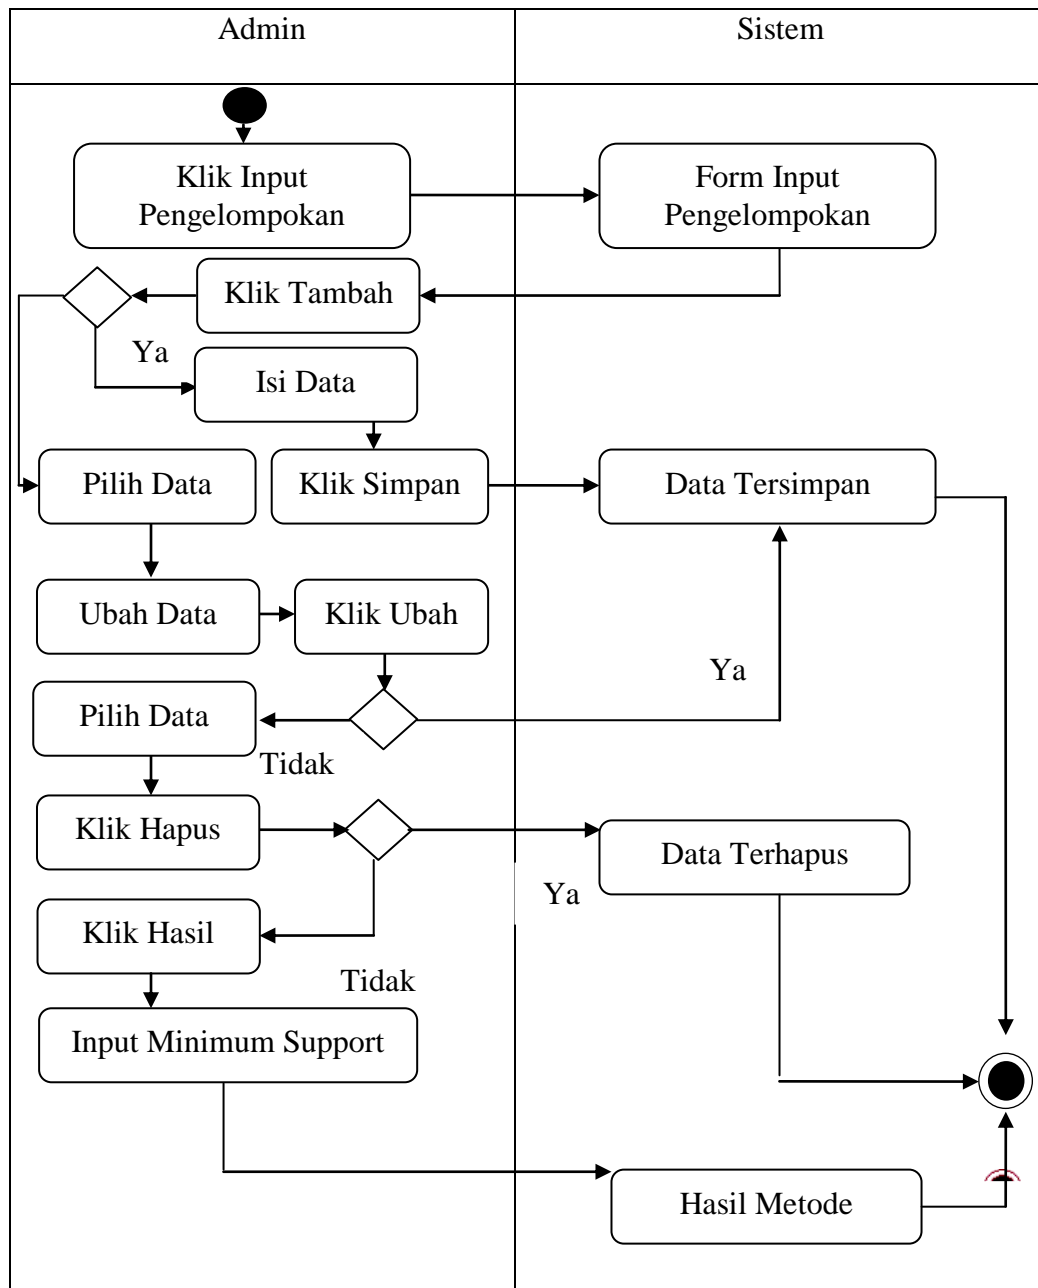 Admin
Sistem
Klik Input
Pengelompokan
Form Input
Pengelompokan
Klik Tambah
Ya
Isi Data
Pilih Data
Klik Simpan
Data Tersimpan
Ubah Data
Klik Ubah
Ya
Pilih Data
Tidak
Klik Hapus
Data Terhapus
Ya
Klik Hasil
Tidak
Input Minimum Support
Hasil Metode